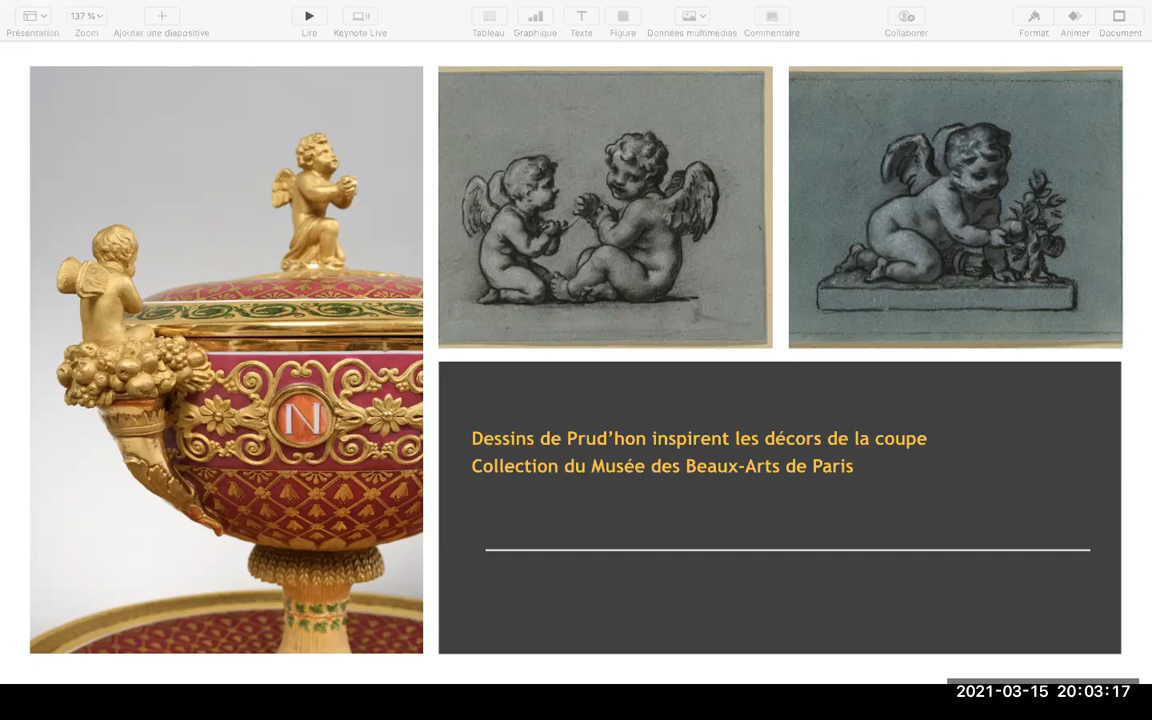 Présentation
137 %
Zoom
Ajouter une diapositive
Lire
Keynote Live
Tableau
Graphique
T
Texte
Figure
Données multimédias
Commentaire
Collaborer
Format
Animer
Document
N
Dessins de Prud’hon inspirent les décors de la coupe
Collection du Musée des Beaux-Arts de Paris
2021-03-15 20:03:17